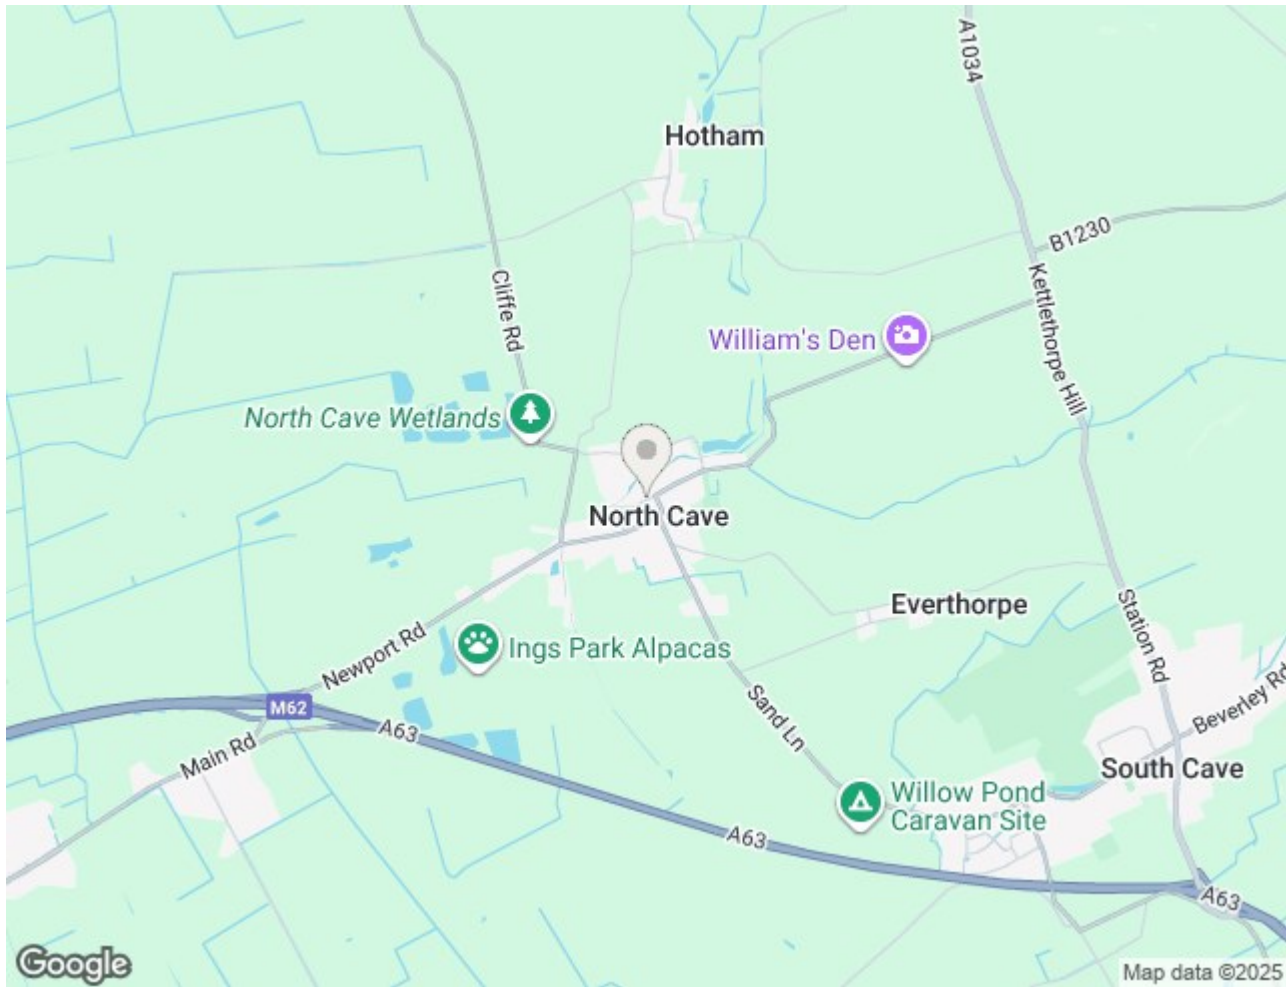 A1034
Hotham
B1230
Cliffe Rd
Kettlethorpe Hill
William's Den
North Cave Wetlands
North Cave
Everthorpe
Station Rd
Newport Rd
Ings Park Alpacas
Beverley Rd
M62
A63
Sand Ln
Main Rd
South Cave
Willow Pond
Caravan Site
A63
A63
Google
Map data ©2025